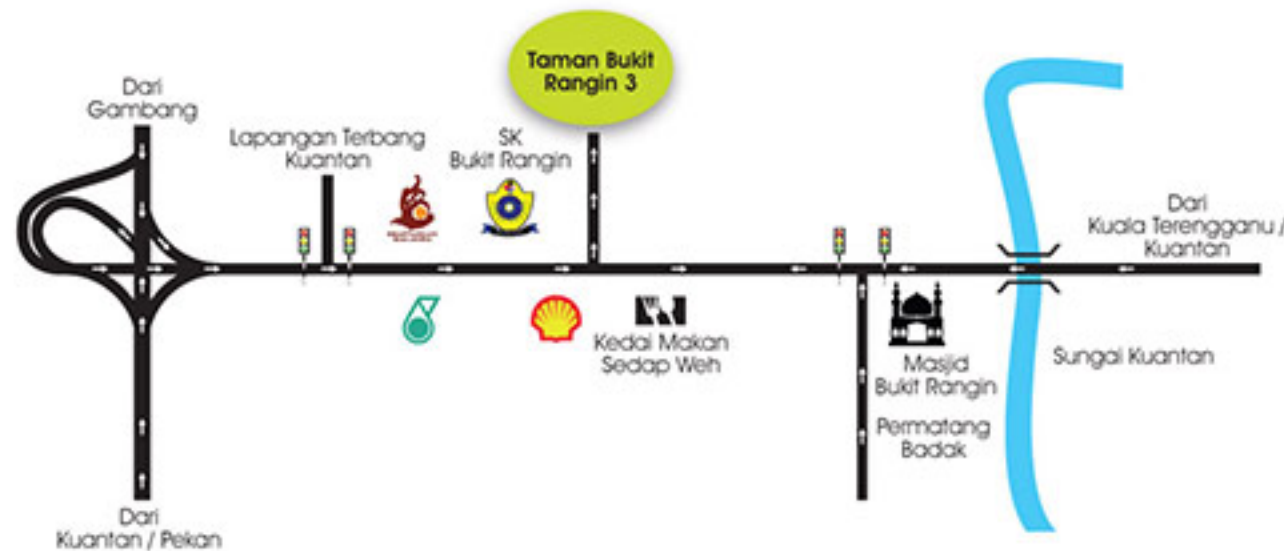 Taman Bukit
Rangin 3
Dari
Gambang
Lapangan Terbang
Kuantan
SK
Bukit Rangin
Dari
Kuala Terengganu /
Kuantan
Kedai Makan
Sedap Weh
Masjid
Bukit Rangin
Sungai Kuantan
Permatang
Badak
Dari
Kuantan / Pekan